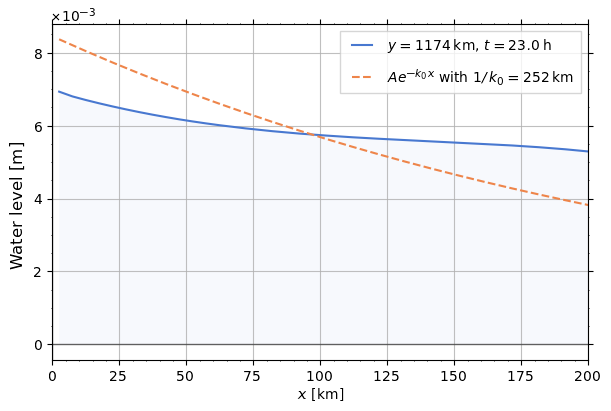 ×10⁻³
8
6
4
2
0
Water level [m]
y = 1174 km, t = 23.0 h
Ae^{-k₀x} with 1/k₀ = 252 km
0 25 50 75 100 125 150 175 200
x [km]